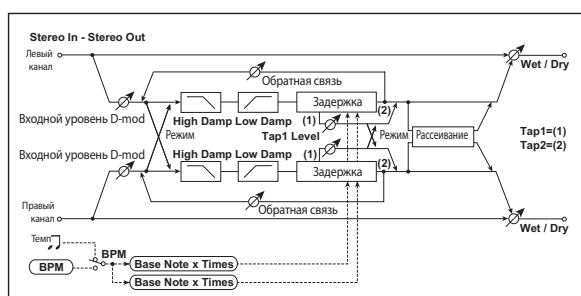 Stereo In - Stereo Out
Левый канал
Wet / Dry
Обратная связь
Входной уровень D-mod
High Damp Low Damp
(1)
Задержка
(2)
Режим
Tap1 Level
Режим
Рассеивание
Tap1=(1)
Tap2=(2)
Входной уровень D-mod
High Damp Low Damp
(1)
Задержка
(2)
Правый канал
Обратная связь
Wet / Dry
Темп
BPM
BPM
Base Note x Times
Base Note x Times